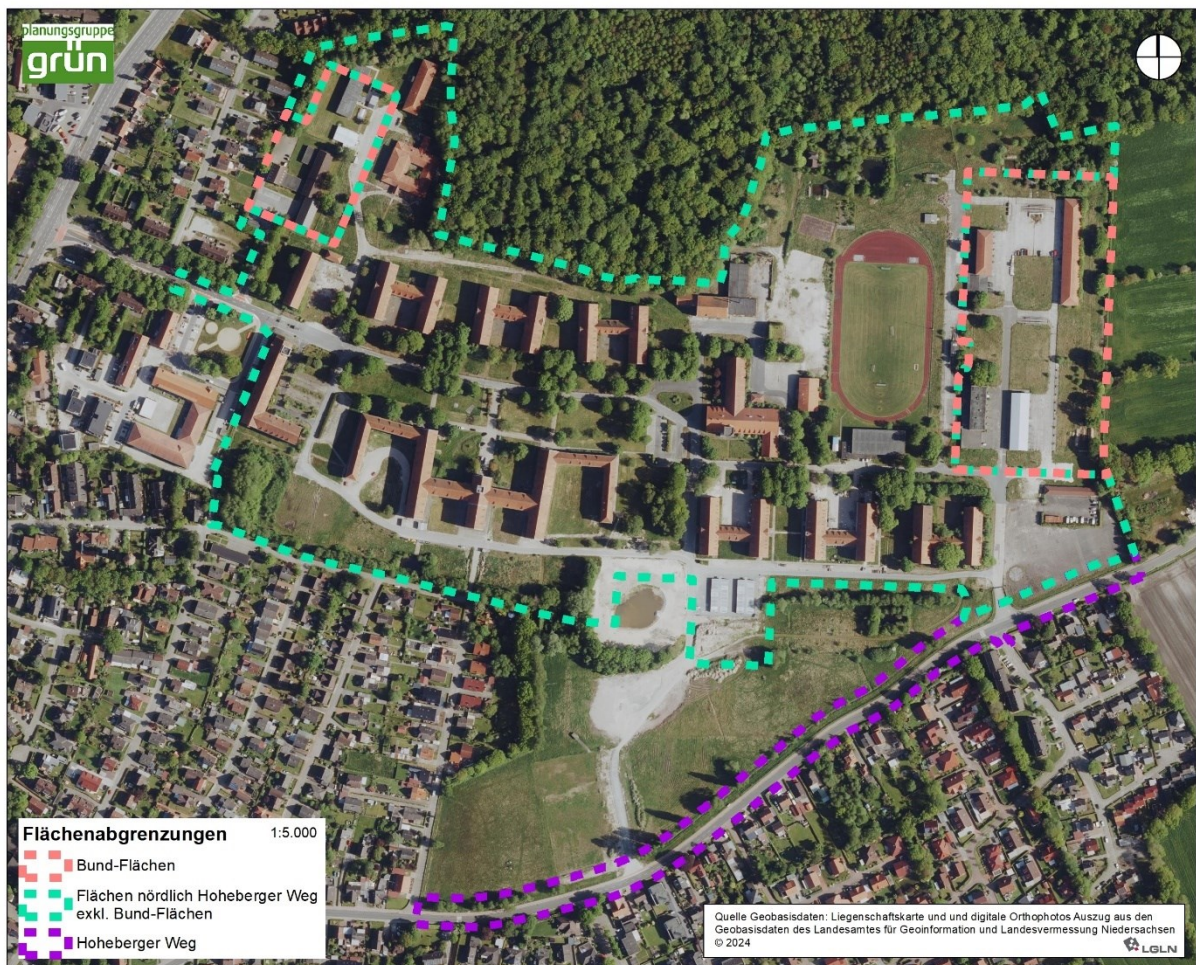 planungsgruppe
grün
Flächenabgrenzungen 1:5.000
Bund-Flächen
Flächen nördlich Hoheberger Weg
exkl. Bund-Flächen
Hoheberger Weg
Quelle Geobasisdaten: Liegenschaftskarte und und digitale Orthophotos Auszug aus den
Geobasisdaten des Landesamtes für Geoinformation und Landesvermessung Niedersachsen
© 2024
LGLN